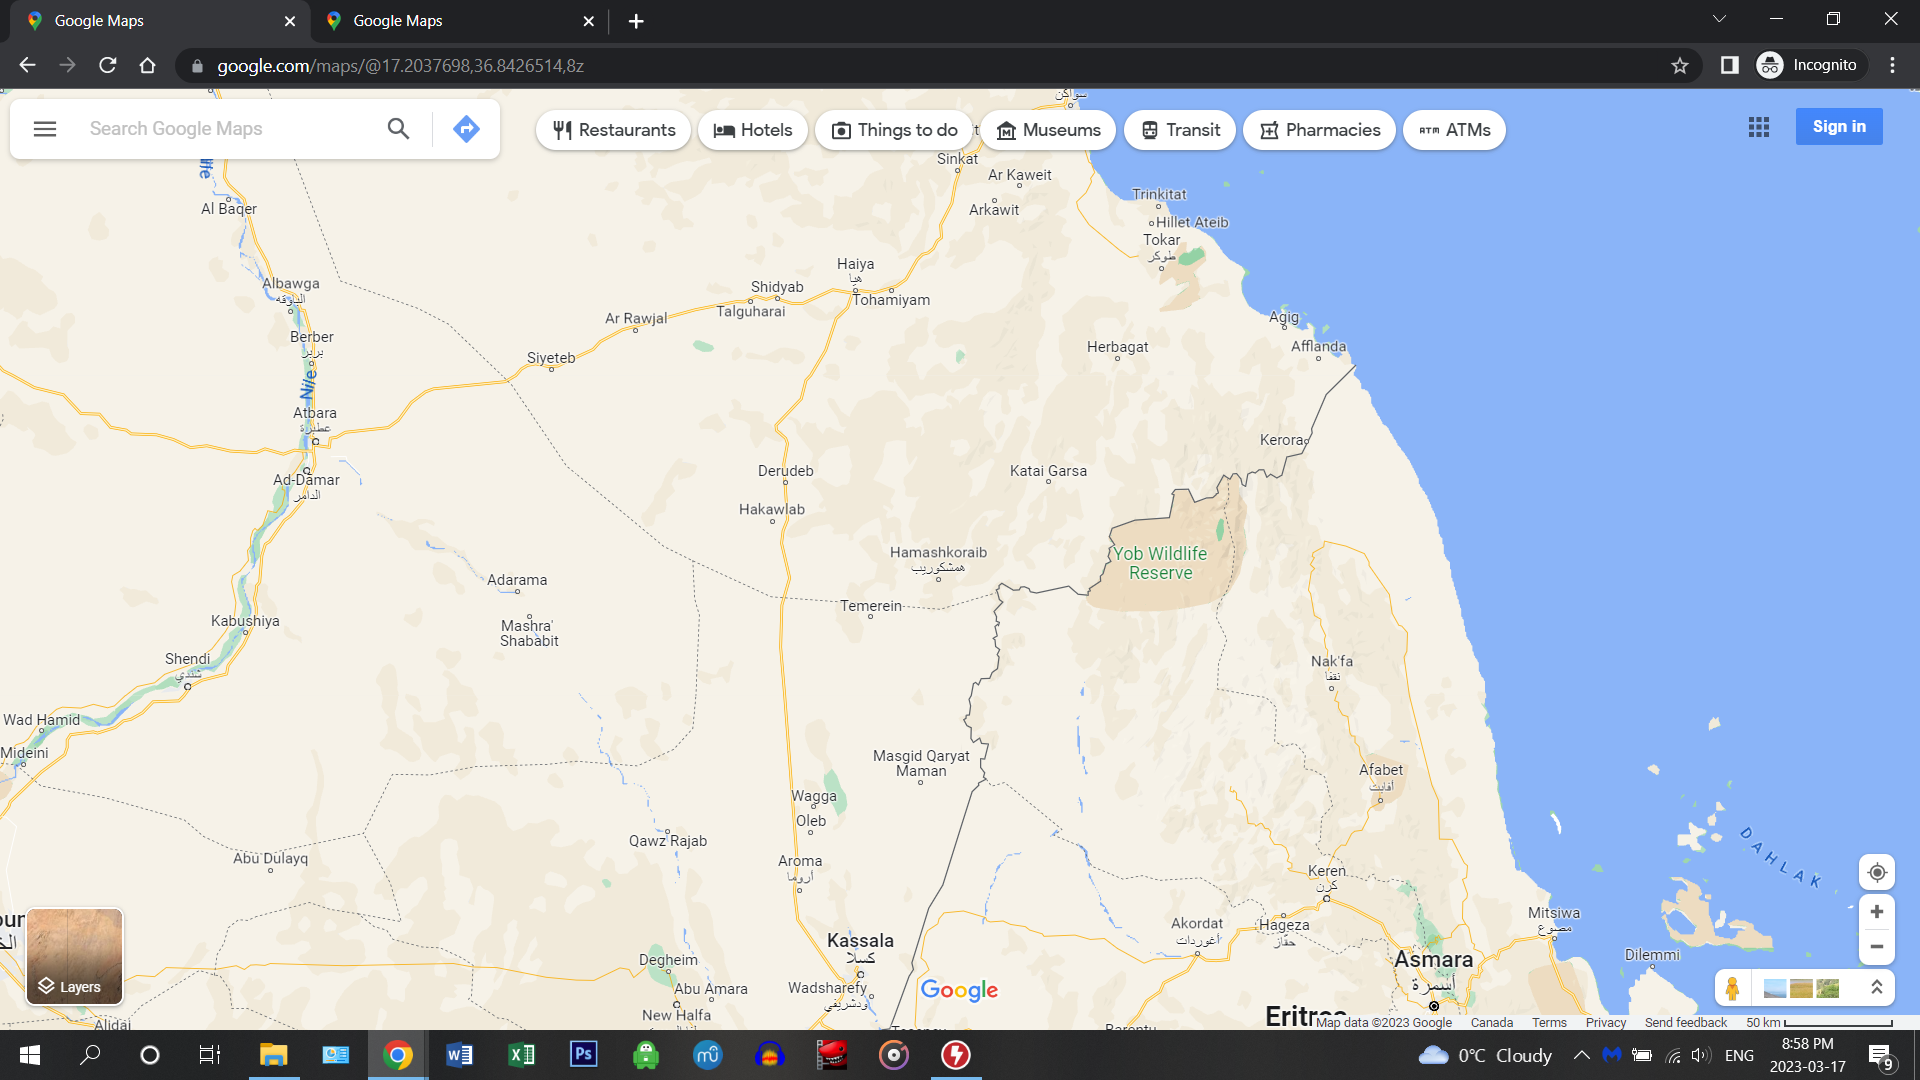 Google Maps
Google Maps
google.com/maps/@17.2037698,36.8426514,8z
Incognito
Search Google Maps
Restaurants
Hotels
Things to do
Museums
Transit
Pharmacies
ATMs
Sign in
سواكن
Sinkat
Ar Kaweit
Arkawit
Trinkitat
Hillet Ateib
Tokar
طوكر
Al Baqer
Haiya
هيا
Shidyab
Tohamiyam
Talguharai
Albawga
الباوقه
Ar Rawjal
Agig
Berber
بربر
Herbagat
Afflanda
Siyeteb
Nile
Atbara
عطبرة
Kerora
Derudeb
Katai Garsa
Ad-Damar
الدامر
Hakawlab
Hamashkoraib
همشكوريب
Yob Wildlife
Reserve
Adarama
Temerein
Kabushiya
Mashra'
Shababit
Shendi
شندي
Nak'fa
نقفا
Wad Hamid
Mideini
Masgid Qaryat
Maman
Afabet
أفابت
Wagga
Oleb
DAHLAK
Qawz Rajab
Abu Dulayq
Aroma
أروما
Keren
كرن
Akordat
أغوردات
Hageza
حقاز
Mitsiwa
مصوع
Kassala
كسلا
Degheim
Asmara
أسمرة
Dilemmi
Abu Amara
Wadsharefy
ودشريفي
New Halfa
Layers
Google
Alidai
Map data ©2023 Google
Canada
Terms
Privacy
Send feedback
50 km
0°C Cloudy
ENG
8:58 PM
2023-03-17
9